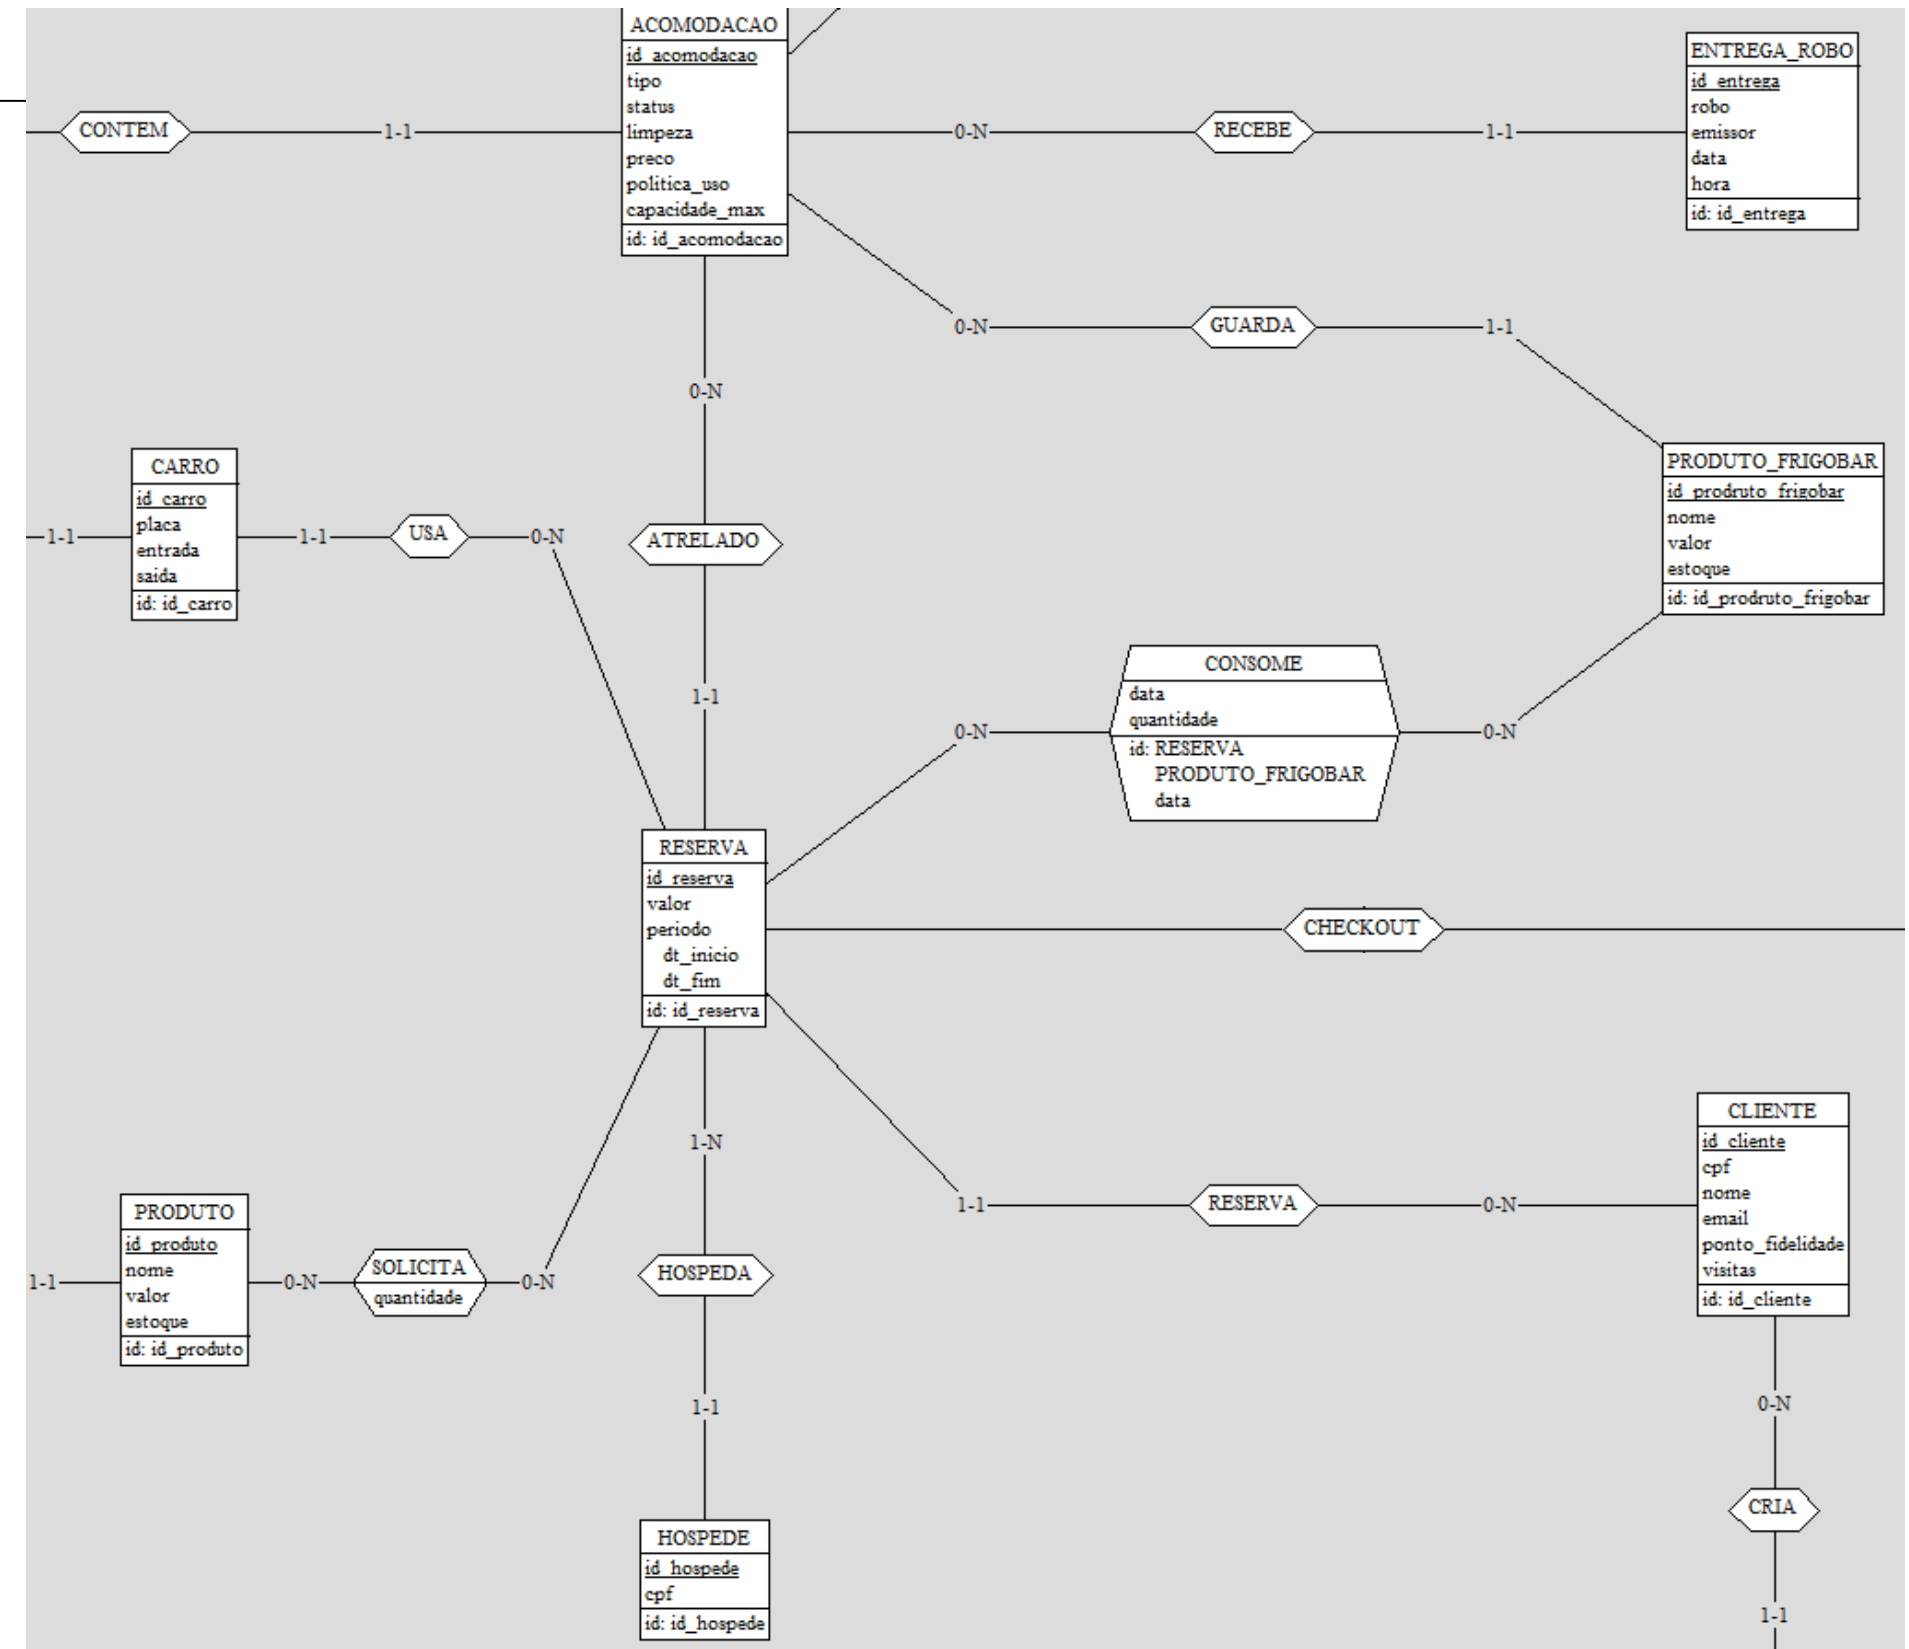 ACOMODACAO
id_acomodacao
tipo
status
limpeza
preco
politica_uso
capacidade_max
id: id_acomodacao
ENTREGA_ROBO
id_entrega
robo
emissor
data
hora
id: id_entrega
CONTEM
1-1
0-N
RECEBE
1-1
0-N
GUARDA
1-1
0-N
CARRO
id_carro
placa
entrada
saida
id: id_carro
1-1
1-1
USA
0-N
ATRELADO
1-1
PRODUTO_FRIGOBAR
id_prodruto_frigobar
nome
valor
estoque
id: id_prodruto_frigobar
CONSOME
data
quantidade
id: RESERVA
PRODUTO_FRIGOBAR
data
0-N
0-N
RESERVA
id_reserva
valor
periodo
dt_inicio
dt_fim
id: id_reserva
CHECKOUT
1-N
1-1
RESERVA
0-N
CLIENTE
id_cliente
cpf
nome
email
ponto_fidelidade
visitas
id: id_cliente
PRODUTO
id_produto
nome
valor
estoque
id: id_produto
1-1
0-N
SOLICITA
quantidade
0-N
HOSPEDA
1-1
0-N
CRIA
1-1
HOSPEDE
id_hospede
cpf
id: id_hospede